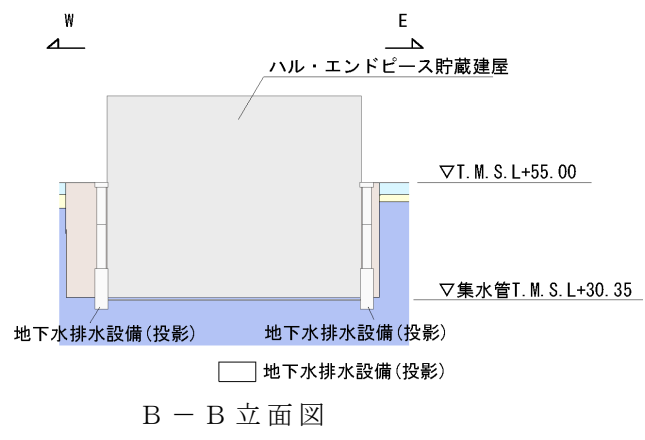 W
E
ハル・エンドピース貯蔵建屋
▽T.M.S.L+55.00
▽集水管T.M.S.L+30.35
地下水排水設備(投影)
地下水排水設備(投影)
地下水排水設備(投影)
B－B立面図